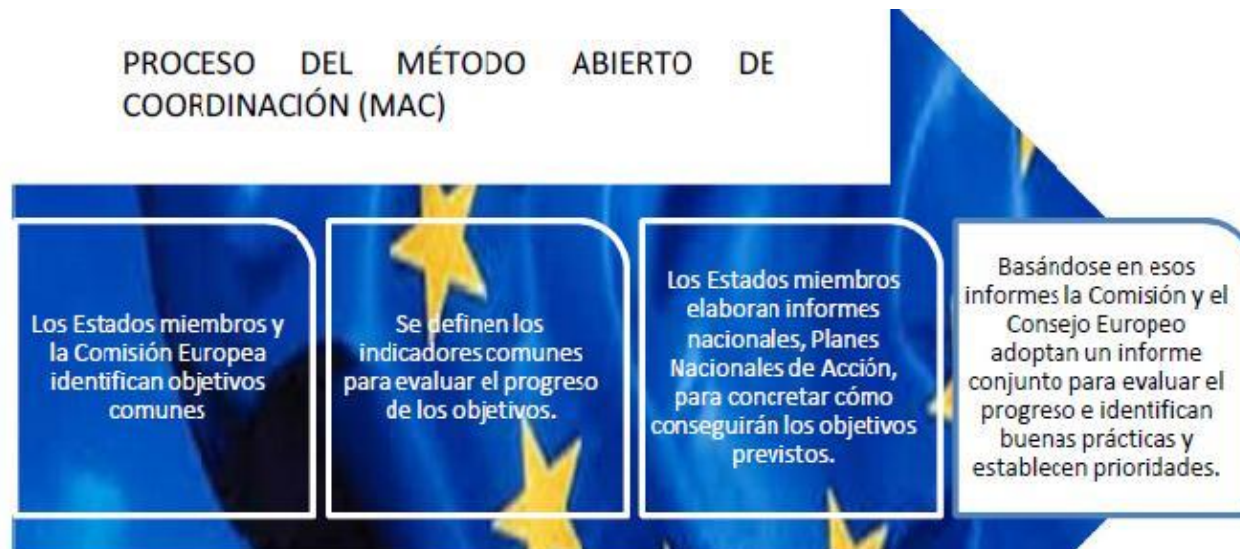 PROCESO DEL MÉTODO ABIERTO DE
COORDINACIÓN (MAC)
Los Estados miembros y
la Comisión Europea
identifican objetivos
comunes
Se definen los
indicadores comunes
para evaluar el progreso
de los objetivos.
Los Estados miembros
elaboran informes
nacionales, Planes
Nacionales de Acción,
para concretar cómo
conseguirán los objetivos
previstos.
Basándose en esos
informes la Comisión y el
Consejo Europeo
adoptan un informe
conjunto para evaluar el
progreso e identifican
buenas prácticas y
establecen prioridades.